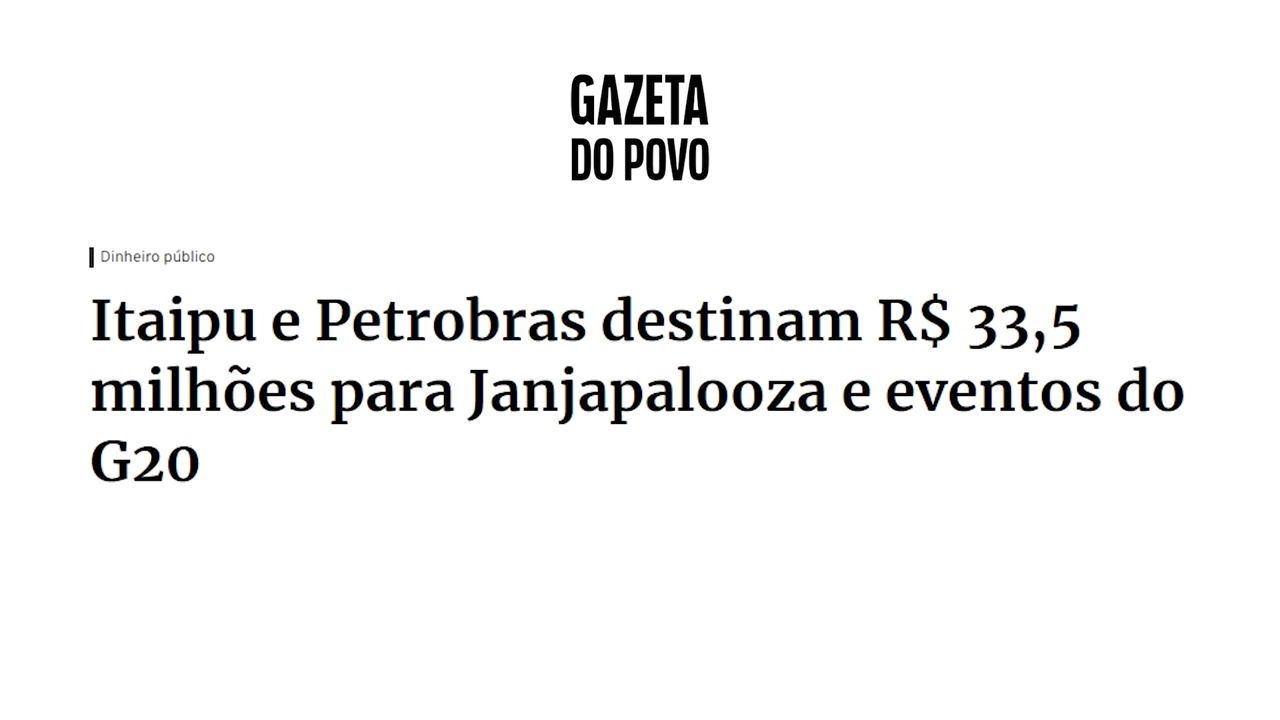 GAZETA
DO POVO
Dinheiro público
Itaipu e Petrobras destinam R$ 33,5
milhões para Janjapalooza e eventos do
G20